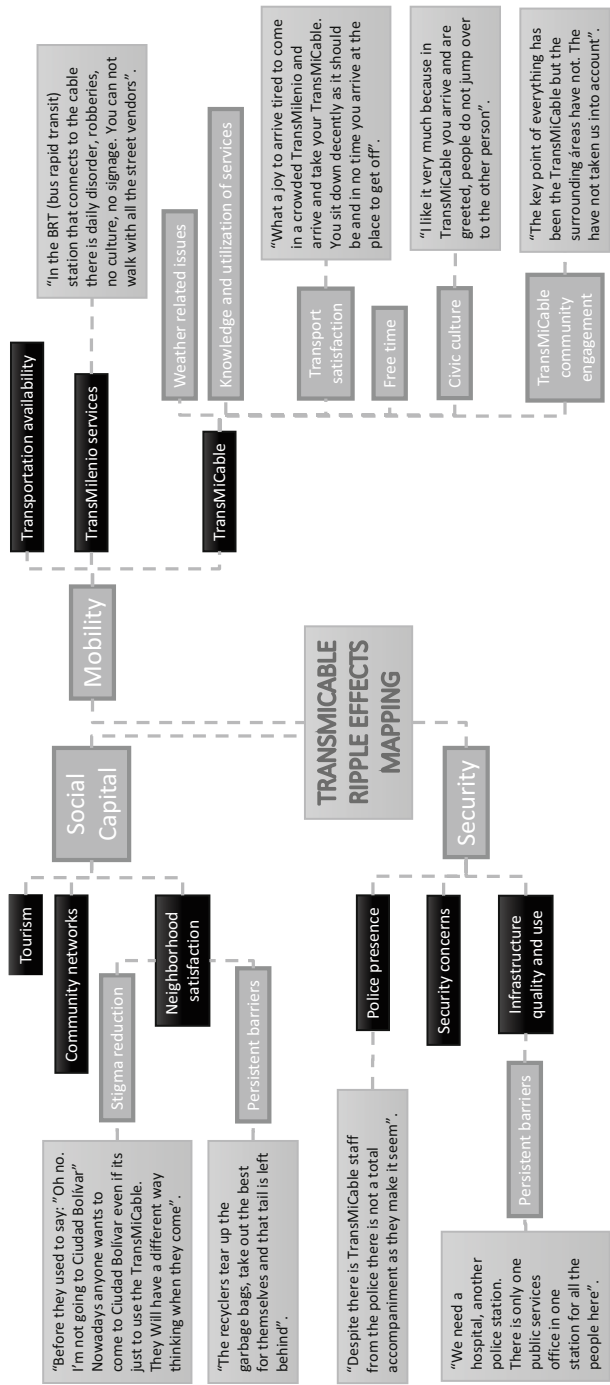 "Before they used to say: "Oh no.
I'm not going to Ciudad Bolívar"
Nowadays anyone wants to
come to Ciudad Bolivar even if its
just to use the TransMiCable.
They Will have a different way
thinking when they come".
"The recyclers tear up the
garbage bags, take out the best
for themselves and that tail is left
behind".
Stigma reduction
Persistent barriers
Tourism
Community networks
Neighborhood
satisfaction
Social
Capital
"Despite there is TransMiCable staff
from the police there is not a total
accompaniment as they make it seem".
"We need a
hospital, another
police station.
There is only one
public services
office in one
station for all the
people here".
Persistent barriers
Police presence
Security concerns
Infrastructure
quality and use
Security
TRANSMICABLE
RIPPLE EFFECTS
MAPPING
Mobility
Transportation availability
TransMilenio services
TransMiCable
"In the BRT (bus rapid transit)
station that connects to the cable
there is daily disorder, robberies,
no culture, no signage. You can not
walk with all the street vendors".
Weather related issues
Knowledge and utilization of services
Transport
satisfaction
Free time
Civic culture
TransMiCable
community
engagement
"What a joy to arrive tired to come
in a crowded TransMilenio and
arrive and take your TransMiCable.
You sit down decently as it should
be and in no time you arrive at the
place to get off".
"I like it very much because in
TransMiCable you arrive and are
greeted, people do not jump over
to the other person".
"The key point of everything has
been the TransMiCable but the
surrounding áreas have not. The
have not taken us into account".